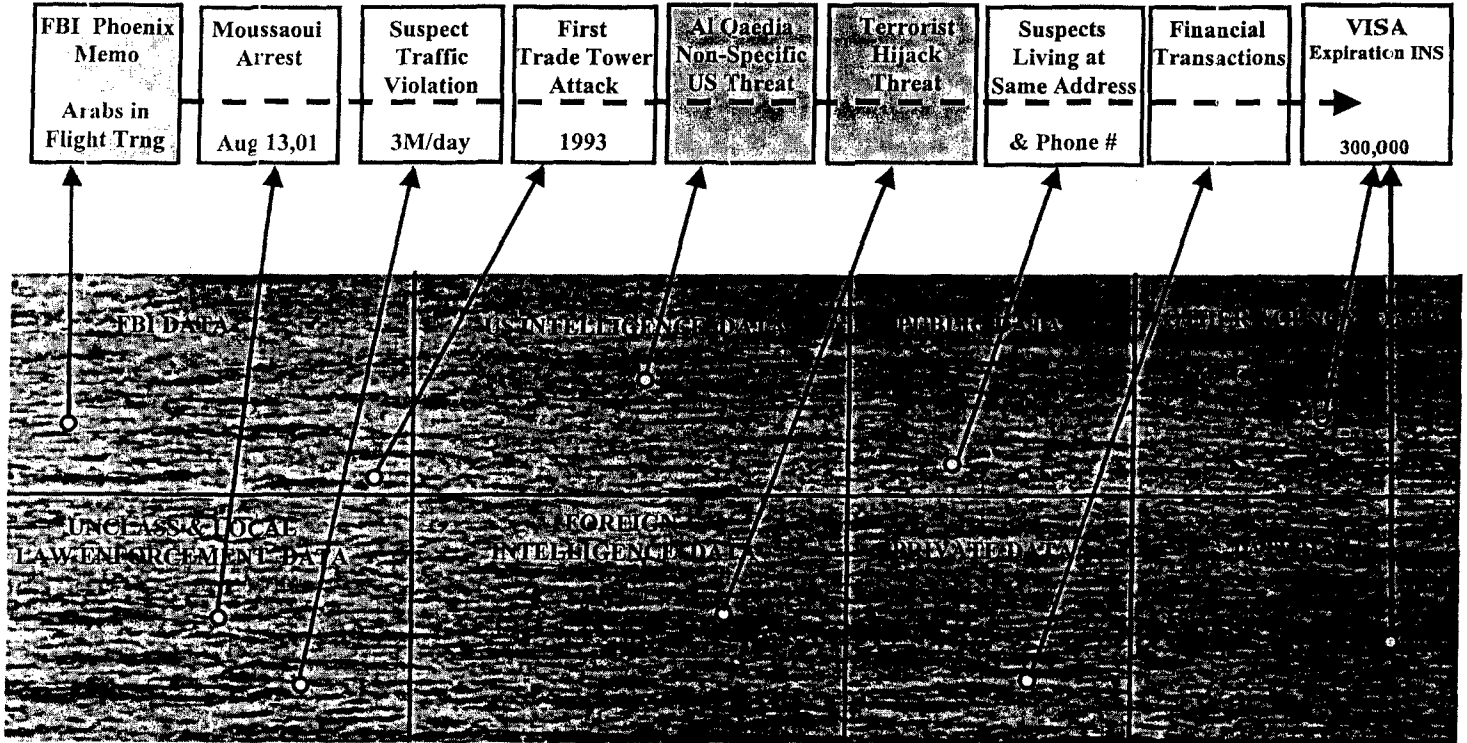 FBI Phoenix
Memo
Arabs in
Flight Trng
Moussaoui
Arrest
Aug 13,01
Suspect
Traffic
Violation
3M/day
First
Trade Tower
Attack
1993
Al Qaedia
Non-Specific
US Threat
Terrorist
Hijack
Threat
Suspects
Living at
Same Address
& Phone #
Financial
Transactions
VISA
Expiration INS
300,000
FBI DATA
US INTELLIGENCE DATA
PUBLIC DATA
UNCLASS & LOCAL
LAW ENFORCEMENT DATA
FOREIGN
INTELLIGENCE DATA
PRIVATE DATA